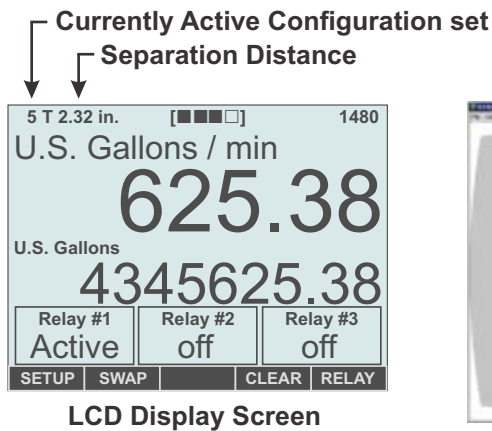 Currently Active Configuration set
Separation Distance
5 T 2.32 in. [■■■□] 1480
U.S. Gallons / min
625.38
U.S. Gallons
4345625.38
Relay #1 Relay #2 Relay #3
Active off off
SETUP SWAP CLEAR RELAY
LCD Display Screen